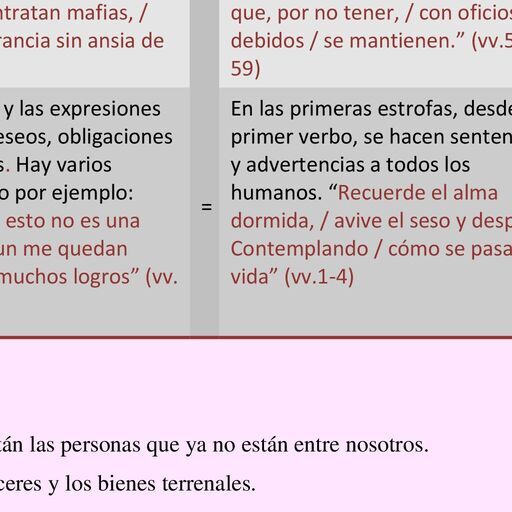 ntratan mafias, /
rancia sin ansia de
que, por no tener, / con oficios
debidos / se mantienen.” (vv.5
59)
y las expresiones
eseos, obligaciones
s. Hay varios
o por ejemplo:
esto no es una
un me quedan
muchos logros” (vv.
=
En las primeras estrofas, desde
primer verbo, se hacen senten
y advertencias a todos los
humanos. “Recuerde el alma
dormida, / avive el seso y desp
Contemplando / cómo se pasa
vida” (vv.1-4)
tán las personas que ya no están entre nosotros.
ceres y los bienes terrenales.